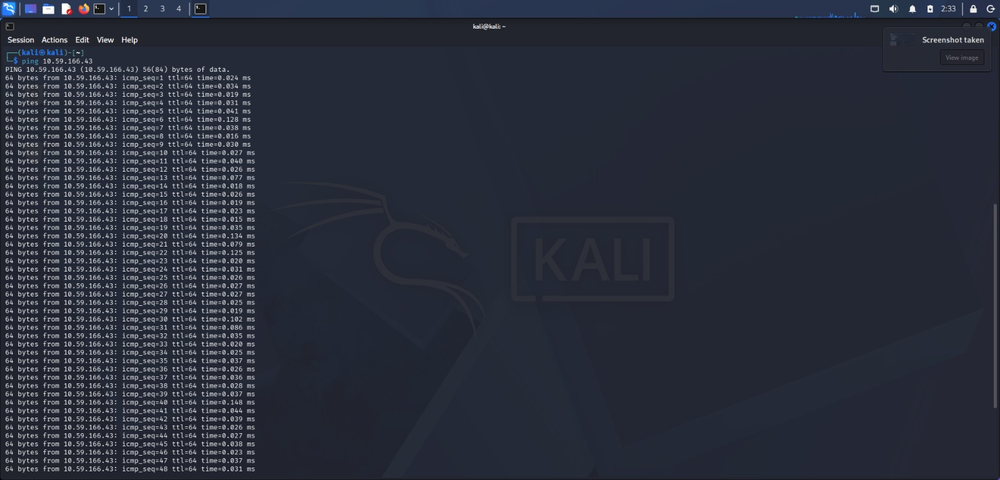 1 2 3 4 2:33
kali@kali: ~
Session Actions Edit View Help
Screenshot taken
View image
(kali㉿kali)-[~]
$ ping 10.59.166.43
PING 10.59.166.43 (10.59.166.43) 56(84) bytes of data.
64 bytes from 10.59.166.43: icmp_seq=1 ttl=64 time=0.024 ms
64 bytes from 10.59.166.43: icmp_seq=2 ttl=64 time=0.034 ms
64 bytes from 10.59.166.43: icmp_seq=3 ttl=64 time=0.019 ms
64 bytes from 10.59.166.43: icmp_seq=4 ttl=64 time=0.031 ms
64 bytes from 10.59.166.43: icmp_seq=5 ttl=64 time=0.041 ms
64 bytes from 10.59.166.43: icmp_seq=6 ttl=64 time=0.128 ms
64 bytes from 10.59.166.43: icmp_seq=7 ttl=64 time=0.038 ms
64 bytes from 10.59.166.43: icmp_seq=8 ttl=64 time=0.016 ms
64 bytes from 10.59.166.43: icmp_seq=9 ttl=64 time=0.030 ms
64 bytes from 10.59.166.43: icmp_seq=10 ttl=64 time=0.027 ms
64 bytes from 10.59.166.43: icmp_seq=11 ttl=64 time=0.040 ms
64 bytes from 10.59.166.43: icmp_seq=12 ttl=64 time=0.026 ms
64 bytes from 10.59.166.43: icmp_seq=13 ttl=64 time=0.077 ms
64 bytes from 10.59.166.43: icmp_seq=14 ttl=64 time=0.018 ms
64 bytes from 10.59.166.43: icmp_seq=15 ttl=64 time=0.026 ms
64 bytes from 10.59.166.43: icmp_seq=16 ttl=64 time=0.019 ms
64 bytes from 10.59.166.43: icmp_seq=17 ttl=64 time=0.023 ms
64 bytes from 10.59.166.43: icmp_seq=18 ttl=64 time=0.015 ms
64 bytes from 10.59.166.43: icmp_seq=19 ttl=64 time=0.035 ms
64 bytes from 10.59.166.43: icmp_seq=20 ttl=64 time=0.134 ms
64 bytes from 10.59.166.43: icmp_seq=21 ttl=64 time=0.079 ms
64 bytes from 10.59.166.43: icmp_seq=22 ttl=64 time=0.125 ms
64 bytes from 10.59.166.43: icmp_seq=23 ttl=64 time=0.020 ms
64 bytes from 10.59.166.43: icmp_seq=24 ttl=64 time=0.031 ms
64 bytes from 10.59.166.43: icmp_seq=25 ttl=64 time=0.026 ms
64 bytes from 10.59.166.43: icmp_seq=26 ttl=64 time=0.027 ms
64 bytes from 10.59.166.43: icmp_seq=27 ttl=64 time=0.027 ms
64 bytes from 10.59.166.43: icmp_seq=28 ttl=64 time=0.025 ms
64 bytes from 10.59.166.43: icmp_seq=29 ttl=64 time=0.019 ms
64 bytes from 10.59.166.43: icmp_seq=30 ttl=64 time=0.102 ms
64 bytes from 10.59.166.43: icmp_seq=31 ttl=64 time=0.086 ms
64 bytes from 10.59.166.43: icmp_seq=32 ttl=64 time=0.035 ms
64 bytes from 10.59.166.43: icmp_seq=33 ttl=64 time=0.020 ms
64 bytes from 10.59.166.43: icmp_seq=34 ttl=64 time=0.025 ms
64 bytes from 10.59.166.43: icmp_seq=35 ttl=64 time=0.037 ms
64 bytes from 10.59.166.43: icmp_seq=36 ttl=64 time=0.026 ms
64 bytes from 10.59.166.43: icmp_seq=37 ttl=64 time=0.036 ms
64 bytes from 10.59.166.43: icmp_seq=38 ttl=64 time=0.028 ms
64 bytes from 10.59.166.43: icmp_seq=39 ttl=64 time=0.037 ms
64 bytes from 10.59.166.43: icmp_seq=40 ttl=64 time=0.148 ms
64 bytes from 10.59.166.43: icmp_seq=41 ttl=64 time=0.044 ms
64 bytes from 10.59.166.43: icmp_seq=42 ttl=64 time=0.039 ms
64 bytes from 10.59.166.43: icmp_seq=43 ttl=64 time=0.026 ms
64 bytes from 10.59.166.43: icmp_seq=44 ttl=64 time=0.027 ms
64 bytes from 10.59.166.43: icmp_seq=45 ttl=64 time=0.038 ms
64 bytes from 10.59.166.43: icmp_seq=46 ttl=64 time=0.023 ms
64 bytes from 10.59.166.43: icmp_seq=47 ttl=64 time=0.037 ms
64 bytes from 10.59.166.43: icmp_seq=48 ttl=64 time=0.031 ms
KALI